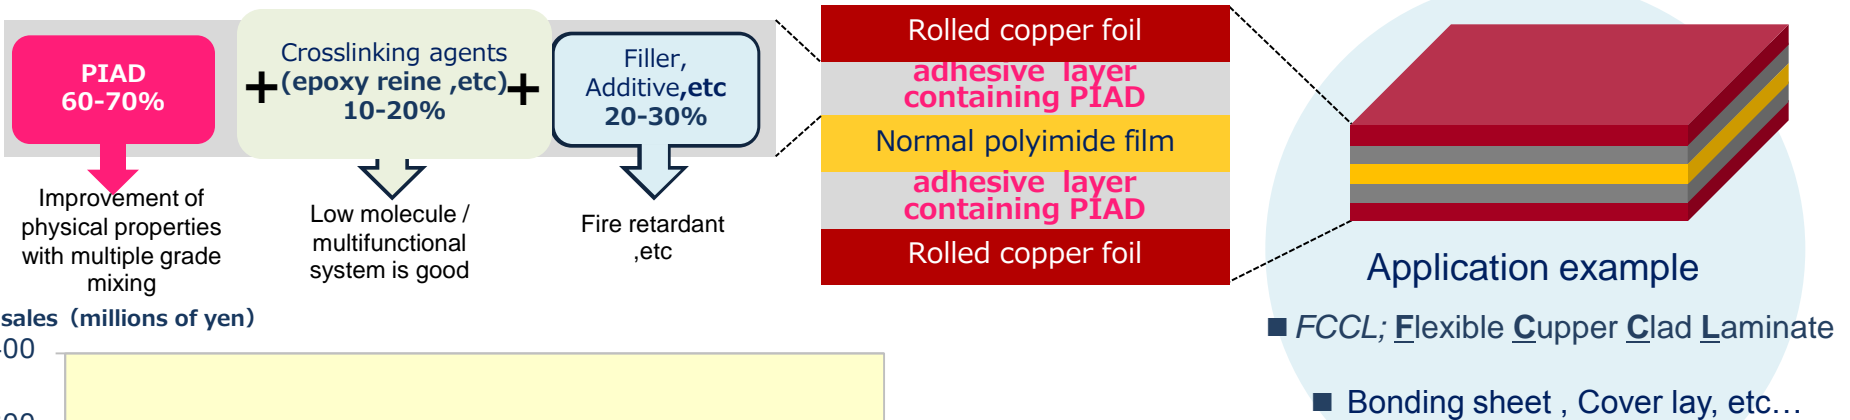 PIAD
60-70%
+
Crosslinking agents
(epoxy reine ,etc)
10-20%
+
Filler,
Additive,etc
20-30%
Improvement of
physical properties
with multiple grade
mixing
Low molecule /
multifunctional
system is good
Fire retardant
,etc
Rolled copper foil
adhesive layer
containing PIAD
Normal polyimide film
adhesive layer
containing PIAD
Rolled copper foil
Application example
■ FCCL; Flexible Cupper Clad Laminate
■ Bonding sheet , Cover lay, etc…
sales（millions of yen）